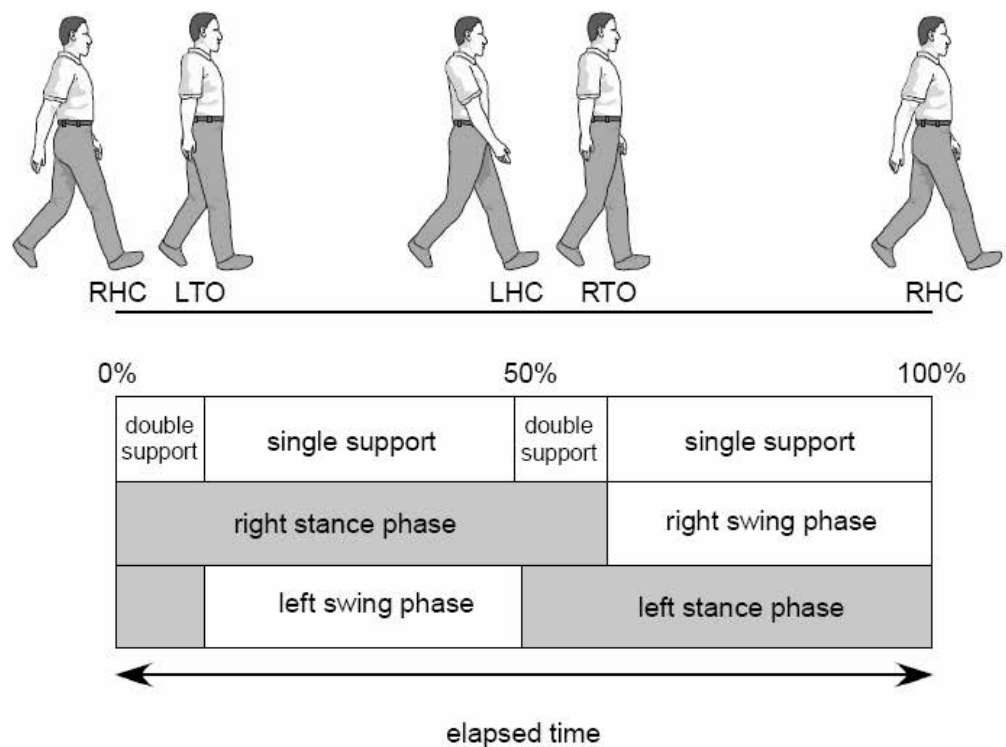 RHC LTO LHC RTO RHC
0% 50% 100%
double
support
single support
double
support
single support
right stance phase
right swing phase
left swing phase
left stance phase
elapsed time